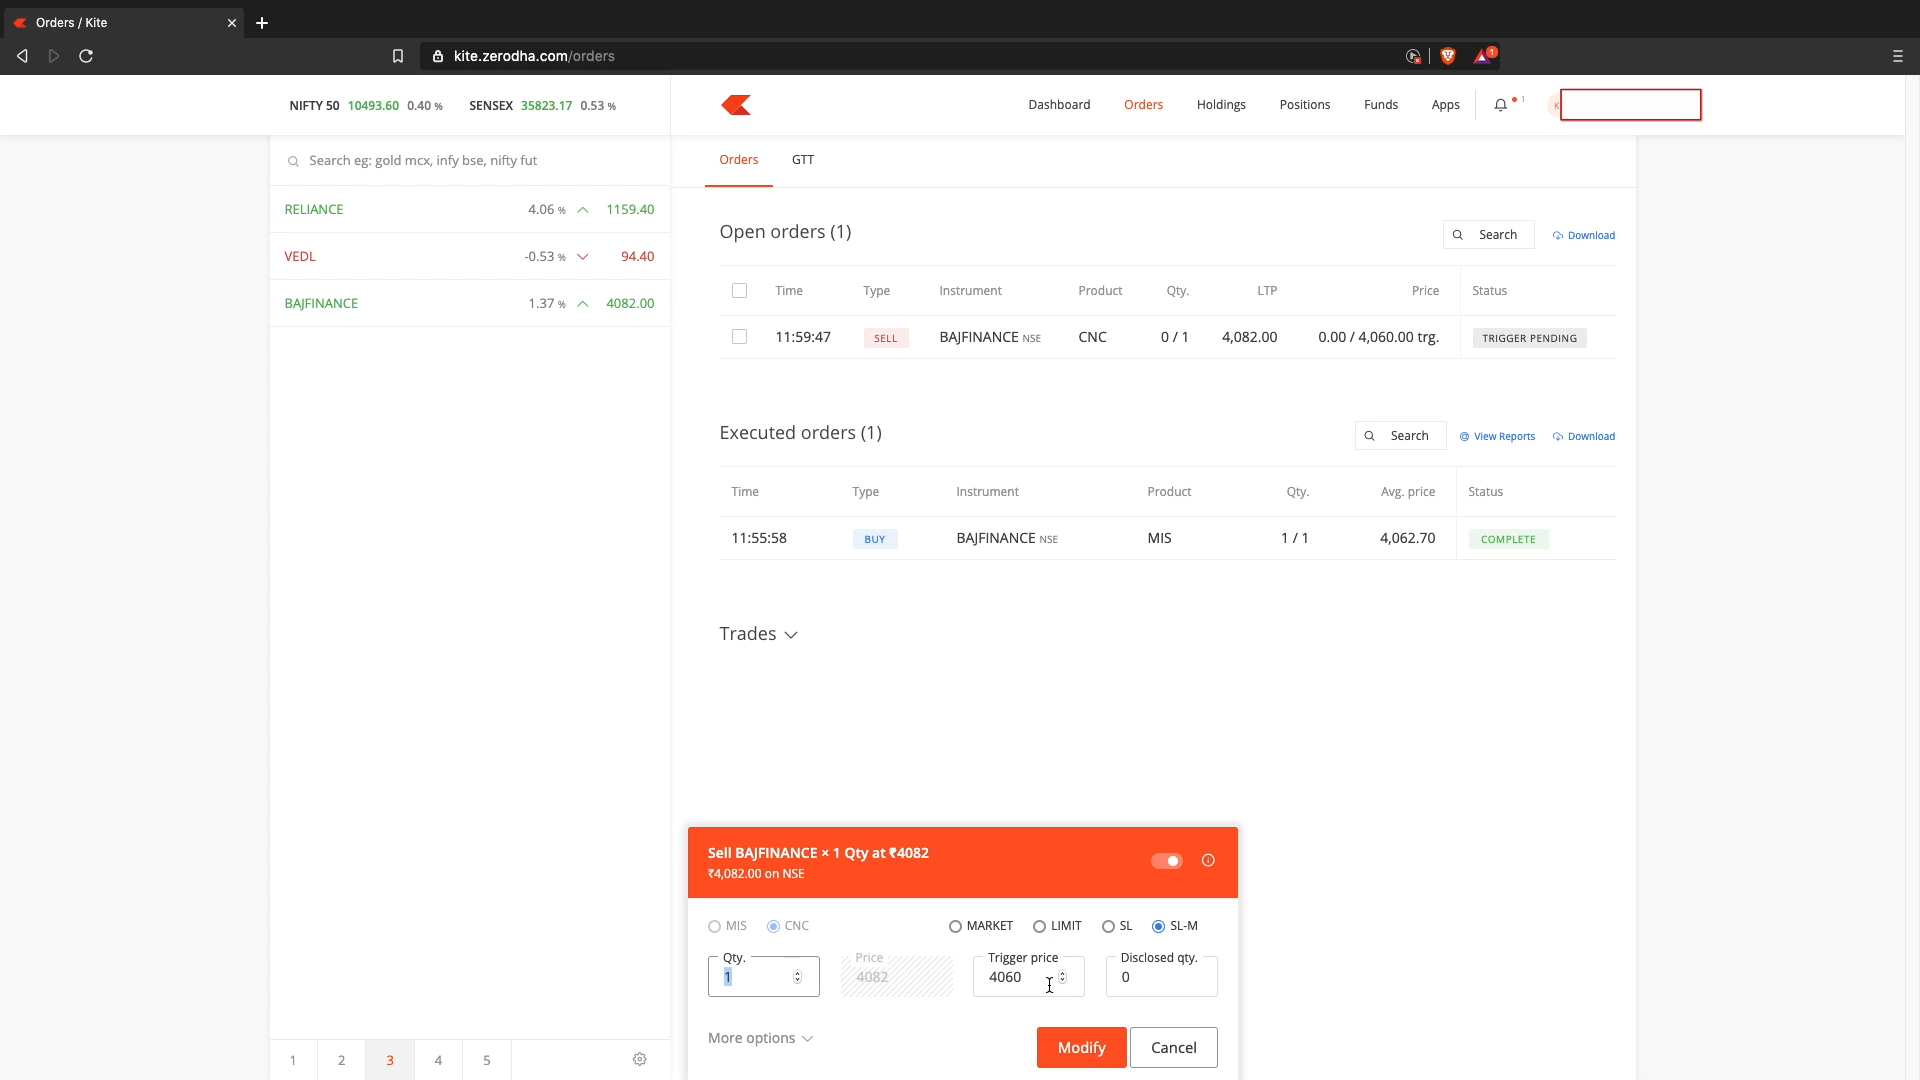 Orders / Kite
kite.zerodha.com/orders
1
NIFTY 50 10493.60 0.40 % SENSEX 35823.17 0.53 %
Dashboard Orders Holdings Positions Funds Apps 1 K
Search eg: gold mcx, infy bse, nifty fut
RELIANCE 4.06 % 1159.40
VEDL -0.53 % 94.40
BAJFINANCE 1.37 % 4082.00
1 2 3 4 5
Orders GTT
Open orders (1)
Search Download
Time Type Instrument Product Qty. LTP Price Status
11:59:47 SELL BAJFINANCE NSE CNC 0 / 1 4,082.00 0.00 / 4,060.00 trg. TRIGGER PENDING
Executed orders (1)
Search View Reports Download
Time Type Instrument Product Qty. Avg. price Status
11:55:58 BUY BAJFINANCE NSE MIS 1 / 1 4,062.70 COMPLETE
Trades
Sell BAJFINANCE × 1 Qty at ₹4082
₹4,082.00 on NSE
MIS CNC MARKET LIMIT SL SL-M
Qty. Price Trigger price Disclosed qty.
1 4082 4060 0
More options Modify Cancel